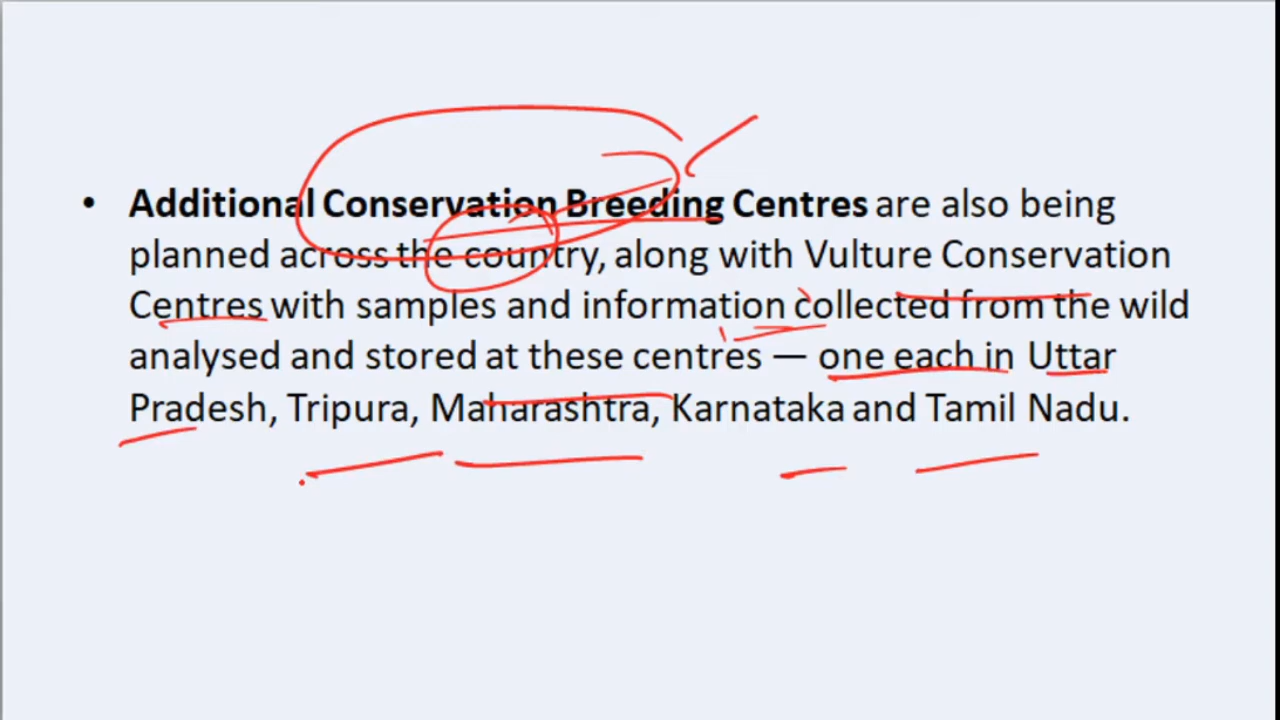 • Additional Conservation Breeding Centres are also being
planned across the country, along with Vulture Conservation
Centres with samples and information collected from the wild
analysed and stored at these centres — one each in Uttar
Pradesh, Tripura, Maharashtra, Karnataka and Tamil Nadu.